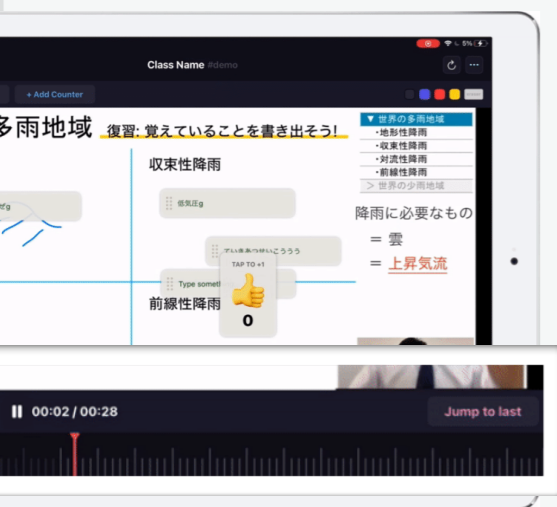 5%
Class Name #demo
+ Add Counter
多雨地域
復習: 覚えていることを書き出そう!
▼ 世界の多雨地域
・地形性降雨
・収束性降雨
・対流性降雨
・前線性降雨
＞ 世界の少雨地域
収束性降雨
低気圧g
降雨に必要なもの
= 雲
= 上昇気流
TAP TO +1
0
前線性降雨
00:02 / 00:28
Jump to last